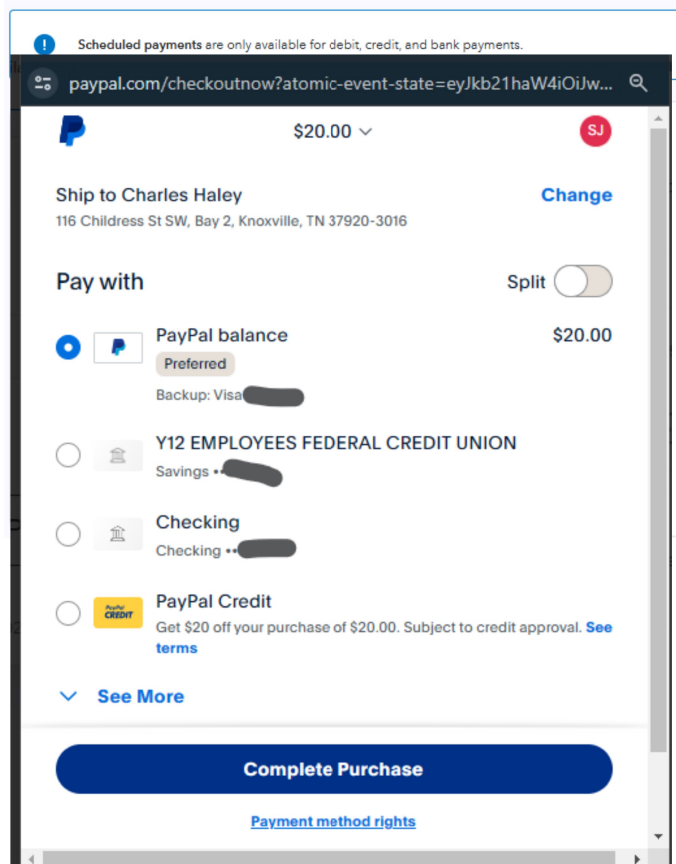 Scheduled payments are only available for debit, credit, and bank payments.
paypal.com/checkoutnow?atomic-event-state=eyJkb21haW4iOiJw...
$20.00
SJ
Ship to Charles Haley
Change
116 Childress St SW, Bay 2, Knoxville, TN 37920-3016
Pay with
Split
PayPal balance
$20.00
Preferred
Backup: Visa
Y12 EMPLOYEES FEDERAL CREDIT UNION
Savings ••
Checking
Checking ••
PayPal Credit
PayPal
CREDIT
Get $20 off your purchase of $20.00. Subject to credit approval. See
terms
See More
Complete Purchase
Payment method rights